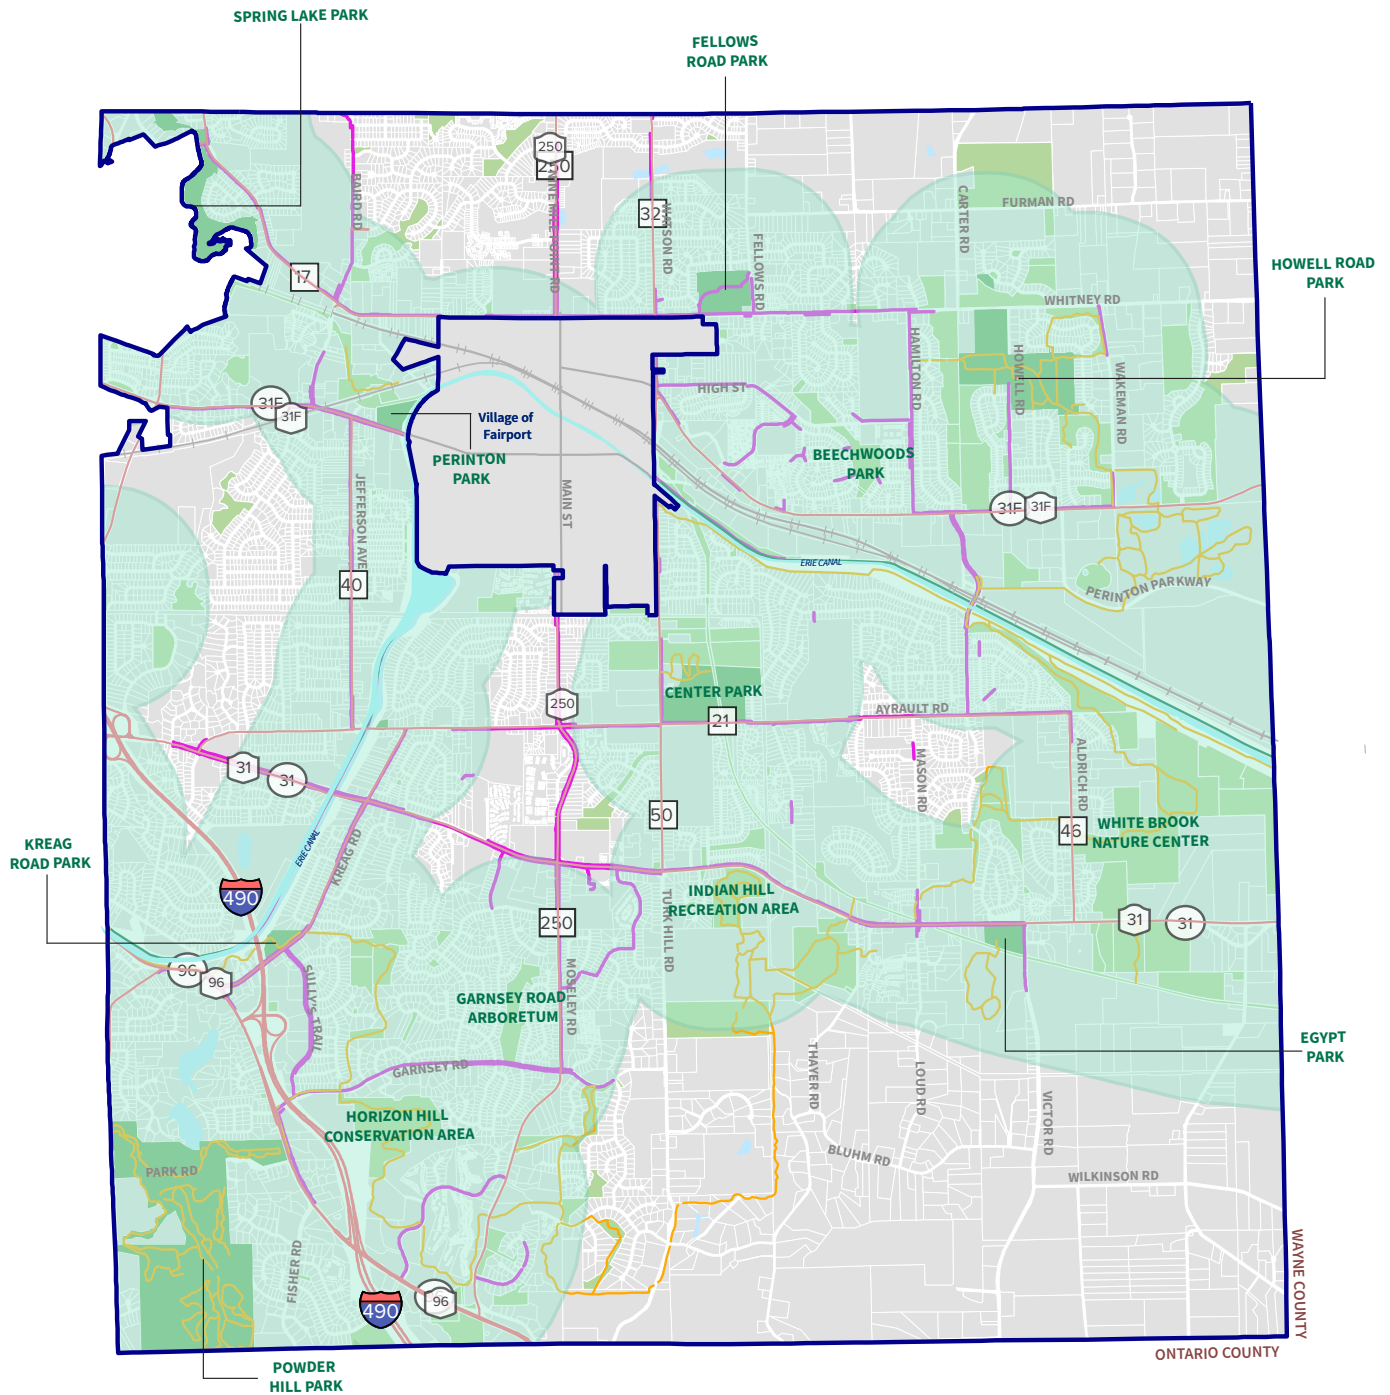 SPRING LAKE PARK
FELLOWS
ROAD PARK
250
250
NINE MILE POINT RD
BAIRD RD
32
WATSON RD
FELLOWS RD
CARTER RD
FURMAN RD
17
HOWELL ROAD
PARK
WHITNEY RD
HAMILTON RD
HOWELL RD
WAKEMAN RD
HIGH ST
31F
31F
Village of
Fairport
PERINTON
PARK
BEECHWOODS
PARK
JEFFERSON AVE
MAIN ST
31F
31F
ERIE CANAL
40
PERINTON PARKWAY
CENTER PARK
250
21
AYRAULT RD
31
31
MASON RD
ALDRICH RD
50
46
WHITE BROOK
NATURE CENTER
KREAG
ROAD PARK
ERIE CANAL
KREAG RD
490
INDIAN HILL
RECREATION AREA
250
TURK HILL RD
31
31
96
96
SULLY'S TRAIL
MOSELEY RD
GARNSEY ROAD
ARBORETUM
EGYPT
PARK
GARNSEY RD
THAYER RD
LOUD RD
VICTOR RD
HORIZON HILL
CONSERVATION AREA
BLUHM RD
PARK RD
WILKINSON RD
FISHER RD
WAYNE COUNTY
490
96
ONTARIO COUNTY
POWDER
HILL PARK